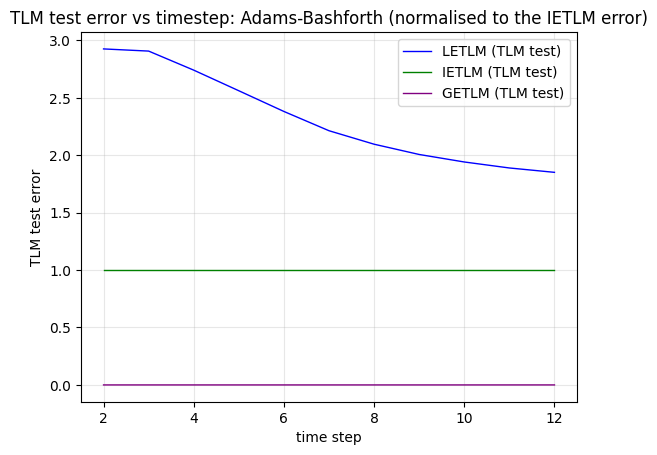 TLM test error vs timestep: Adams-Bashforth (normalised to the IETLM error)
LETLM (TLM test)
IETLM (TLM test)
GETLM (TLM test)
TLM test error
3.0
2.5
2.0
1.5
1.0
0.5
0.0
2 4 6 8 10 12
time step